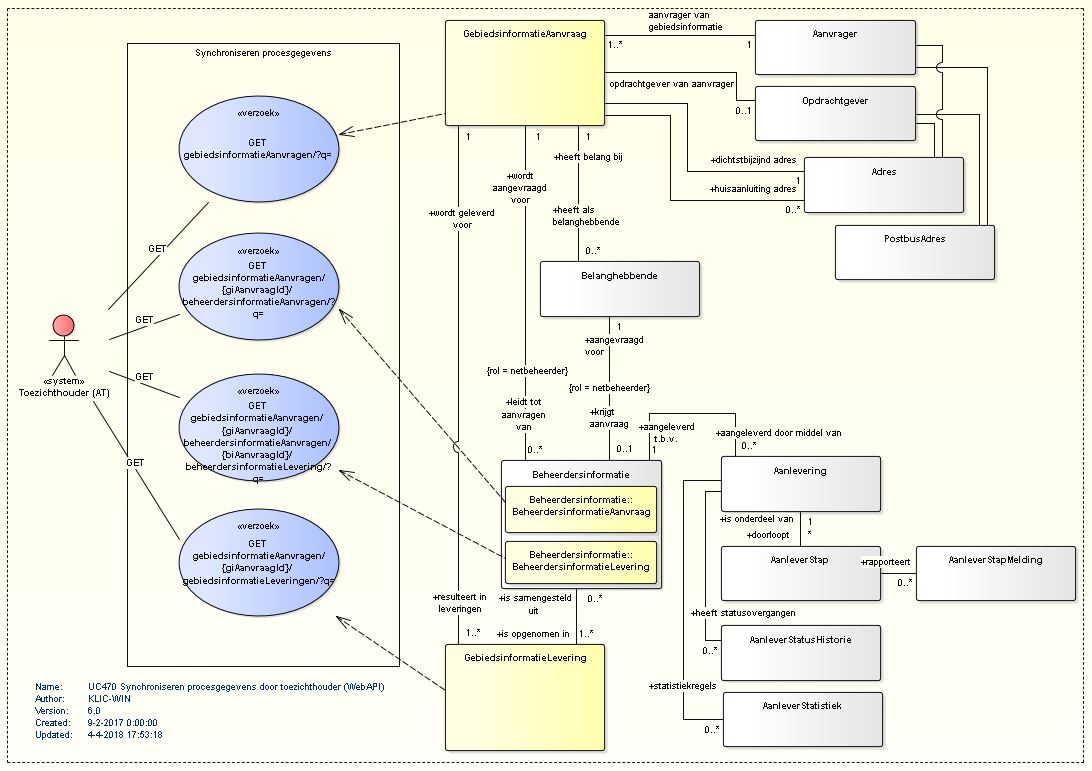 Synchroniseren procesgegevens
«verzoek»
GET
gebiedsinformatieAanvragen/?q=
«verzoek»
GET
gebiedsinformatieAanvragen/
{giAanvraagId}/
beheerdersinformatieAanvragen/?
q=
«verzoek»
GET
gebiedsinformatieAanvragen/
{giAanvraagId}/
beheerdersinformatieAanvragen/
{biAanvraagId}/
beheerdersinformatieLevering/?
q=
«verzoek»
GET
gebiedsinformatieAanvragen/
{giAanvraagId}/
gebiedsinformatieLeveringen/?q=
GET
GET
GET
GET
«system»
Toezichthouder (AT)
GebiedsinformatieAanvraag
aanvrager van
gebiedsinformatie
1..*
1
Aanvrager
opdrachtgever van aanvrager
0..1
Opdrachtgever
+dichtstbijzijnd adres
1
+huisaanluiting adres
0..*
Adres
PostbusAdres
1
1
1
+heeft belang bij
+wordt
aangevraagd
voor
+wordt geleverd
voor
+heeft als
belanghebbende
0..*
Belanghebbende
1
+aangevraagd
voor
{rol = netbeheerder}
{rol = netbeheerder}
+leidt tot
aanvragen
van
0..*
+krijgt
aanvraag
0..1
+aangeleverd
t.b.v.
1
+aangeleverd door middel van
0..*
Beheerdersinformatie
Beheerdersinformatie::
BeheerdersinformatieAanvraag
Beheerdersinformatie::
BeheerdersinformatieLevering
Aanlevering
+is onderdeel van
1
+doorloopt
*
AanleverStap
+rapporteert
0..*
AanleverStapMelding
+heeft statusovergangen
0..*
AanleverStatusHistorie
+statistiekregels
0..*
AanleverStatistiek
+resulteert in
leveringen
1..*
+is samengesteld
uit
0..*
+is opgenomen in
1..*
GebiedsinformatieLevering
Name: UC470 Synchroniseren procesgegevens door toezichthouder (WebAPI)
Author: KLIC-WIN
Version: 6.0
Created: 9-2-2017 0:00:00
Updated: 4-4-2018 17:53:18